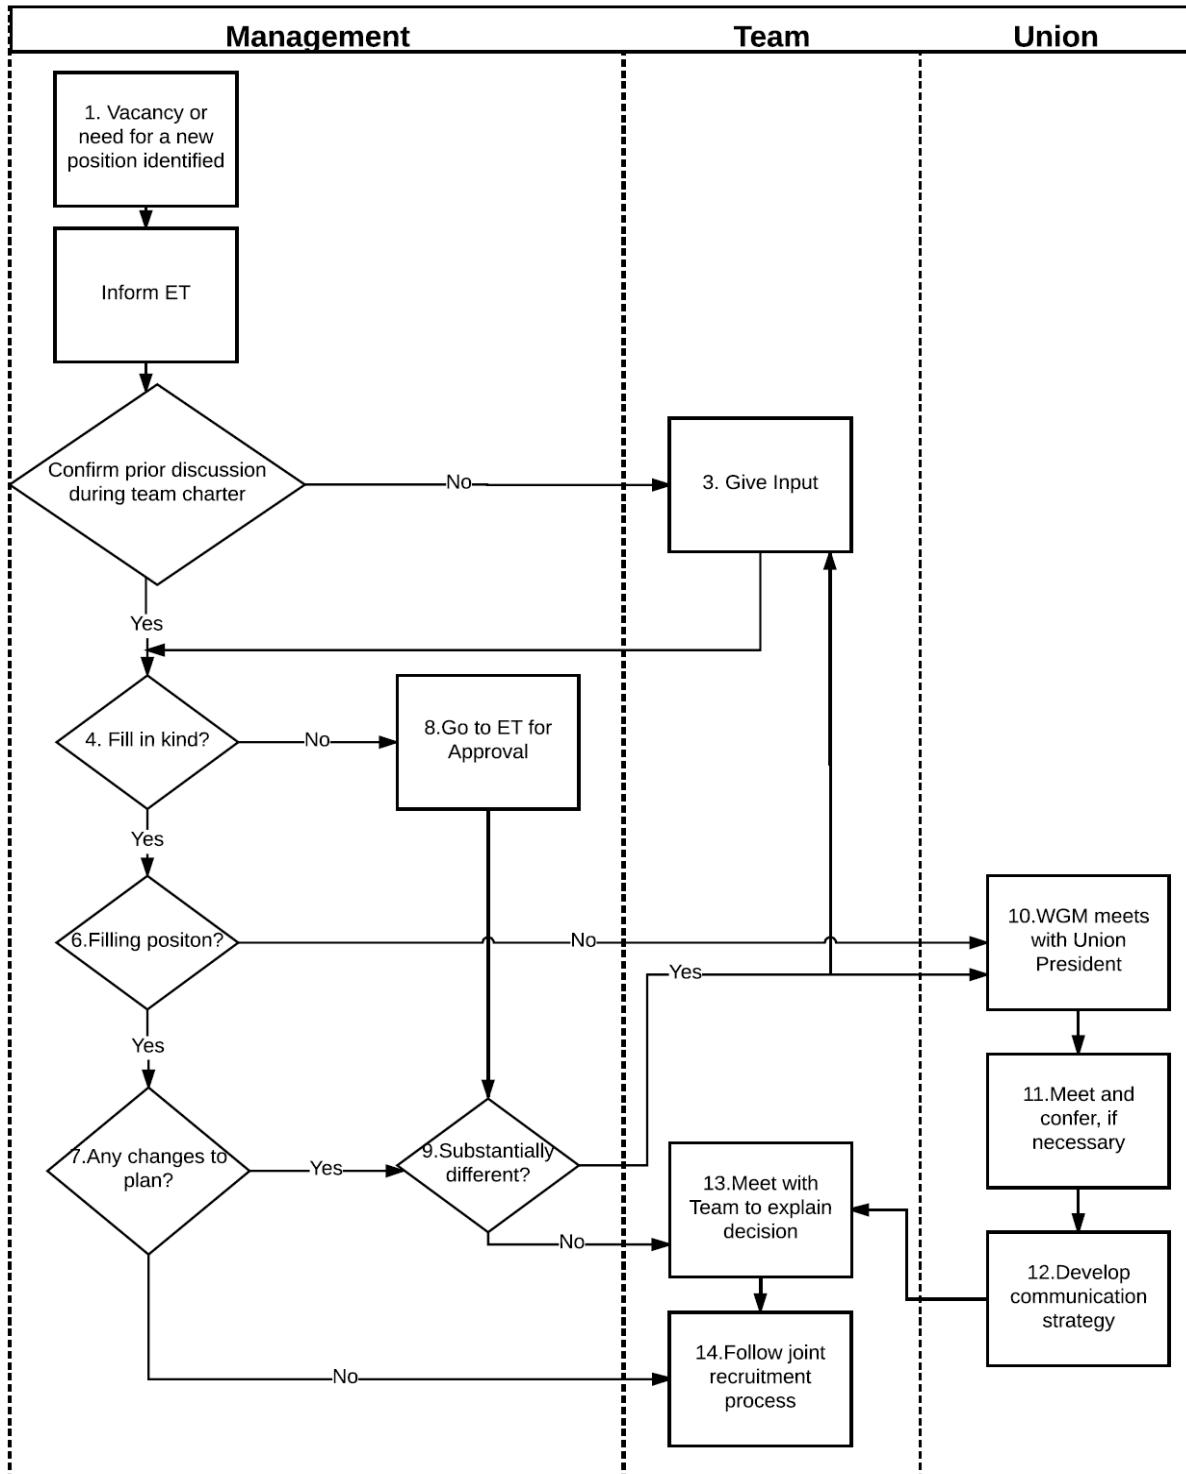 Management
Team
Union
1. Vacancy or
need for a new
position identified
Inform ET
Confirm prior discussion
during team charter
No
3. Give Input
Yes
4. Fill in kind?
No
8.Go to ET for
Approval
Yes
6.Filling positon?
No
10.WGM meets
with Union
President
Yes
Yes
11.Meet and
confer, if
necessary
7.Any changes to
plan?
Yes
9.Substantially
different?
13.Meet with
Team to explain
decision
No
12.Develop
communication
strategy
14.Follow joint
recruitment
process
No